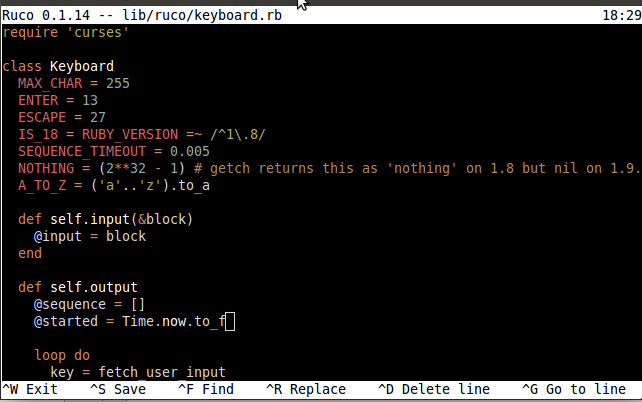 Ruco 0.1.14 -- lib/ruco/keyboard.rb 18:29
require 'curses'
class Keyboard
MAX_CHAR = 255
ENTER = 13
ESCAPE = 27
IS_18 = RUBY_VERSION =~ /^1\.8/
SEQUENCE_TIMEOUT = 0.005
NOTHING = (2**32 - 1) # getch returns this as 'nothing' on 1.8 but nil on 1.9.
A_TO_Z = ('a'..'z').to_a
def self.input(&block)
@input = block
end
def self.output
@sequence = []
@started = Time.now.to_f
loop do
key = fetch_user_input
^W Exit ^S Save ^F Find ^R Replace ^D Delete line ^G Go to line